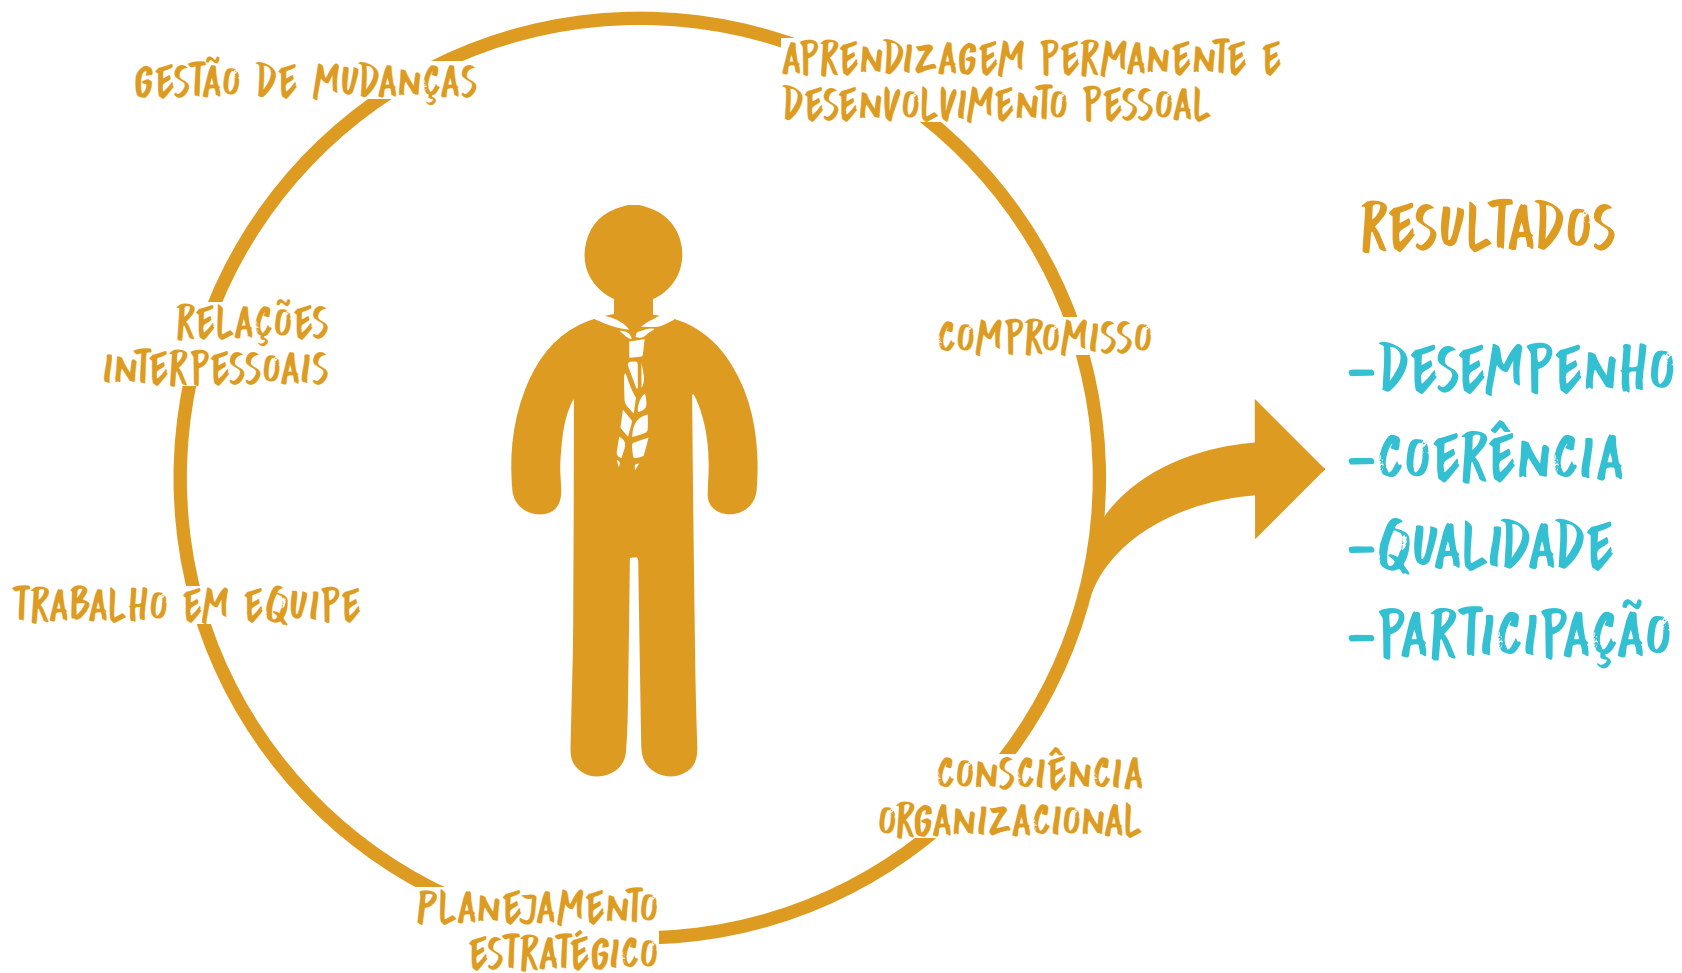 GESTÃO DE MUDANÇAS
APRENDIZAGEM PERMANENTE E
DESENVOLVIMENTO PESSOAL
RESULTADOS
RELAÇÕES
INTERPESSOAIS
COMPROMISSO
-DESEMPENHO
-COERÊNCIA
-QUALIDADE
-PARTICIPAÇÃO
TRABALHO EM EQUIPE
CONSCIÊNCIA
ORGANIZACIONAL
PLANEJAMENTO
ESTRATÉGICO